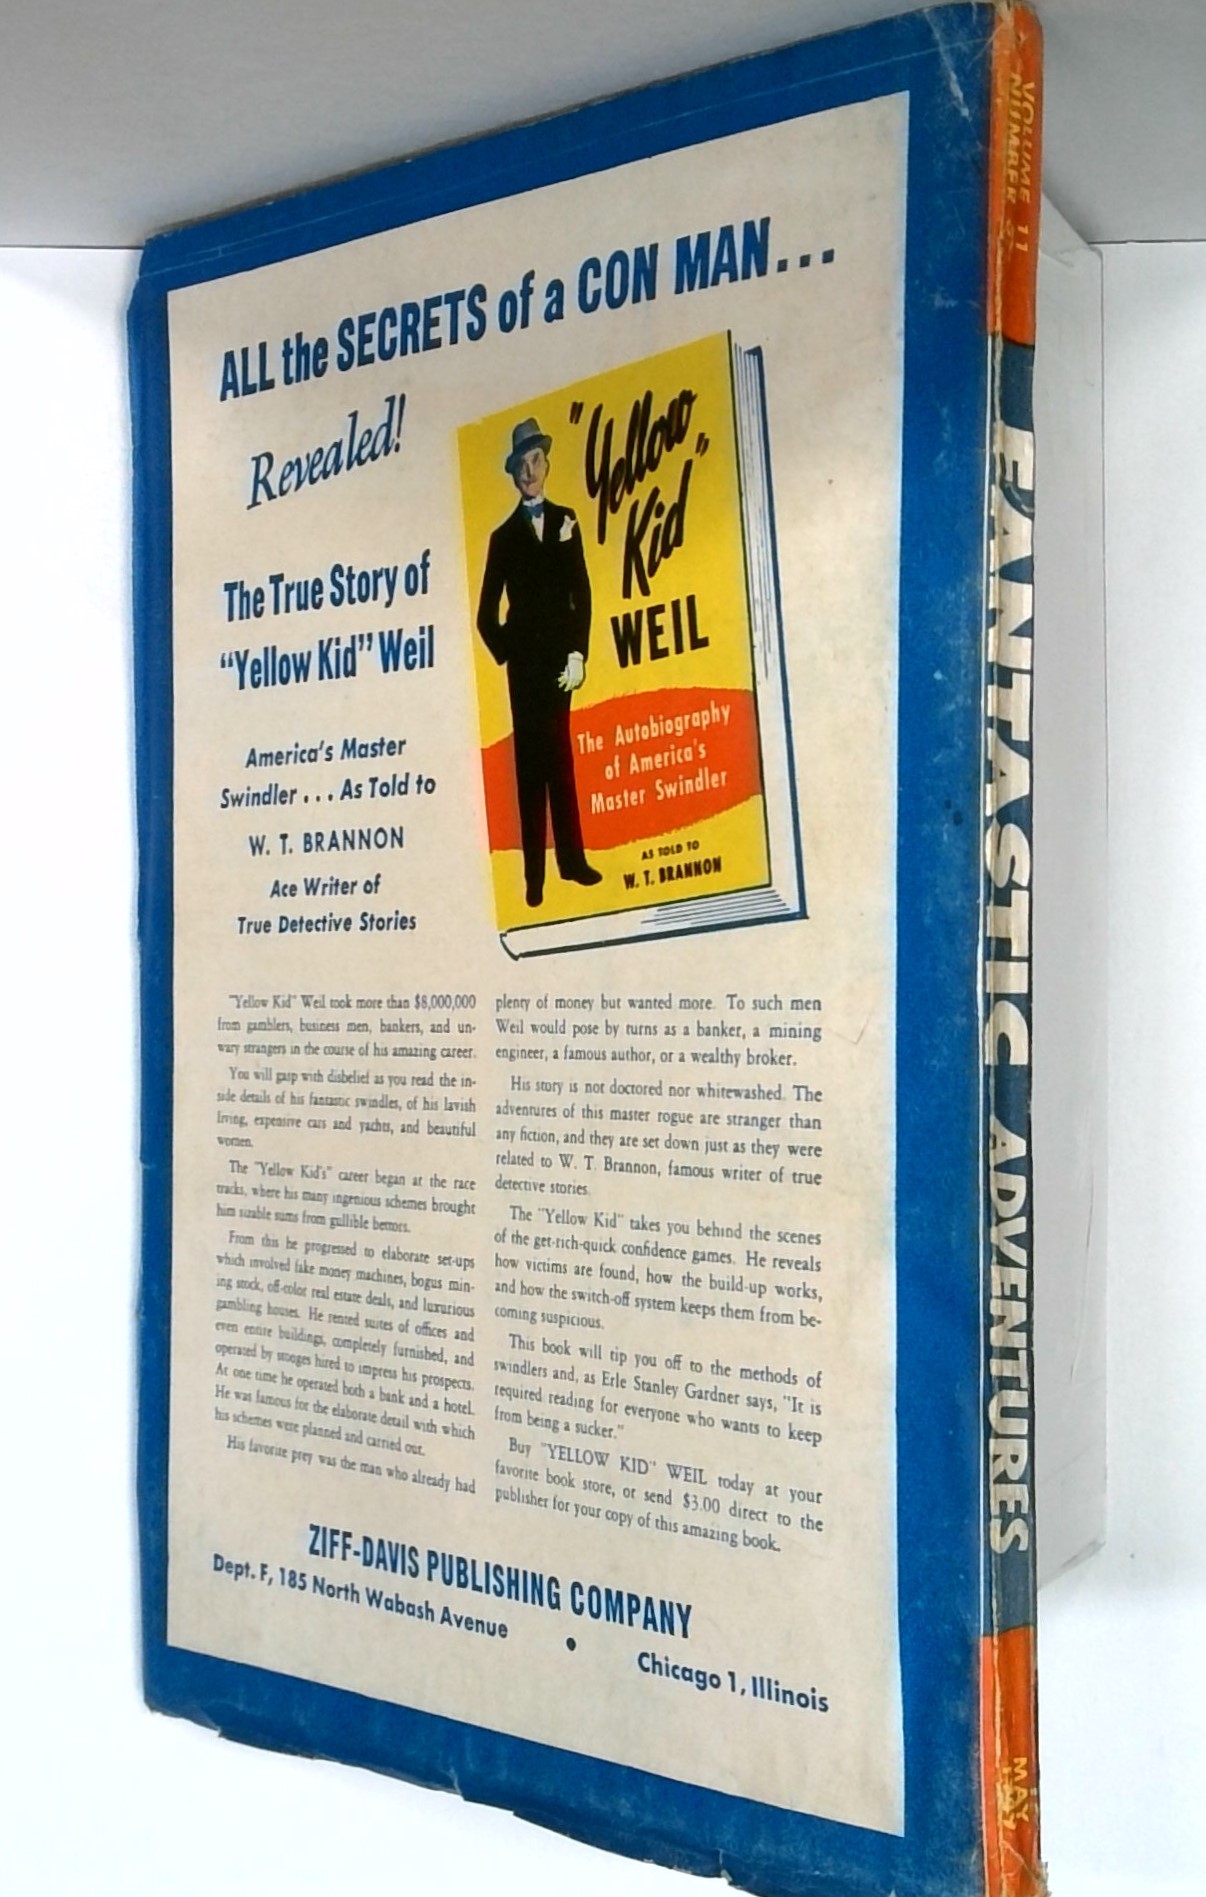 ALL the SECRETS of a CON MAN...
Revealed!
The True Story of
"Yellow Kid" Weil
America's Master
Swindler . . . As Told to
W. T. BRANNON
Ace Writer of
True Detective Stories
"Yellow
Kid"
WEIL
The Autobiography
of America's
Master Swindler
AS TOLD TO
W. T. BRANNON
"Yellow Kid" Weil took more than $8,000,000
from gamblers, business men, bankers, and un-
wary strangers in the course of his amazing career.
You will gasp with disbelief as you read the in-
side details of his fantastic swindles, of his lavish
living, expensive cars and yachts, and beautiful
women.
The "Yellow Kid's" career began at the race
tracks, where his many ingenious schemes brought
him sizable sums from gullible bettors.
From this he progressed to elaborate set-ups
which involved fake money machines, bogus min-
ing stock, off-color real estate deals, and luxurious
gambling houses. He rented suites of offices and
even entire buildings, completely furnished, and
operated by stooges hired to impress his prospects.
At one time he operated both a bank and a hotel.
He was famous for the elaborate detail with which
his schemes were planned and carried out.
His favorite prey was the man who already had
plenty of money but wanted more. To such men
Weil would pose by turns as a banker, a mining
engineer, a famous author, or a wealthy broker.
His story is not doctored nor whitewashed. The
adventures of this master rogue are stranger than
any fiction, and they are set down just as they were
related to W. T. Brannon, famous writer of true
detective stories.
The "Yellow Kid" takes you behind the scenes
of the get-rich-quick confidence games. He reveals
how victims are found, how the build-up works,
and how the switch-off system keeps them from be-
coming suspicious.
This book will tip you off to the methods of
swindlers and, as Erle Stanley Gardner says, "It is
required reading for everyone who wants to keep
from being a sucker."
Buy "YELLOW KID" WEIL today at your
favorite book store, or send $3.00 direct to the
publisher for your copy of this amazing book.
ZIFF-DAVIS PUBLISHING COMPANY
Dept. F, 185 North Wabash Avenue • Chicago 1, Illinois
VOLUME 11
NUMBER
FANTASTIC ADVENTURES
MAY